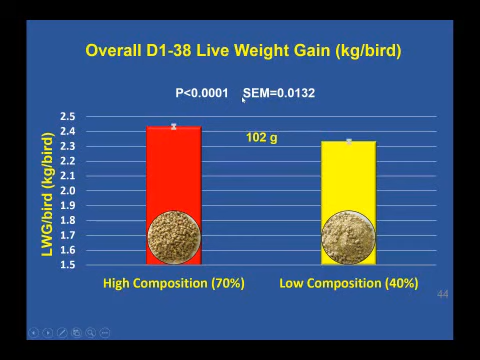 Overall D1-38 Live Weight Gain (kg/bird)
P<0.0001 SEM=0.0132
LWG/bird (kg/bird)
2.5
2.4
2.3
2.2
2.1
2.0
1.9
1.8
1.7
1.6
1.5
102 g
High Composition (70%) Low Composition (40%)
44